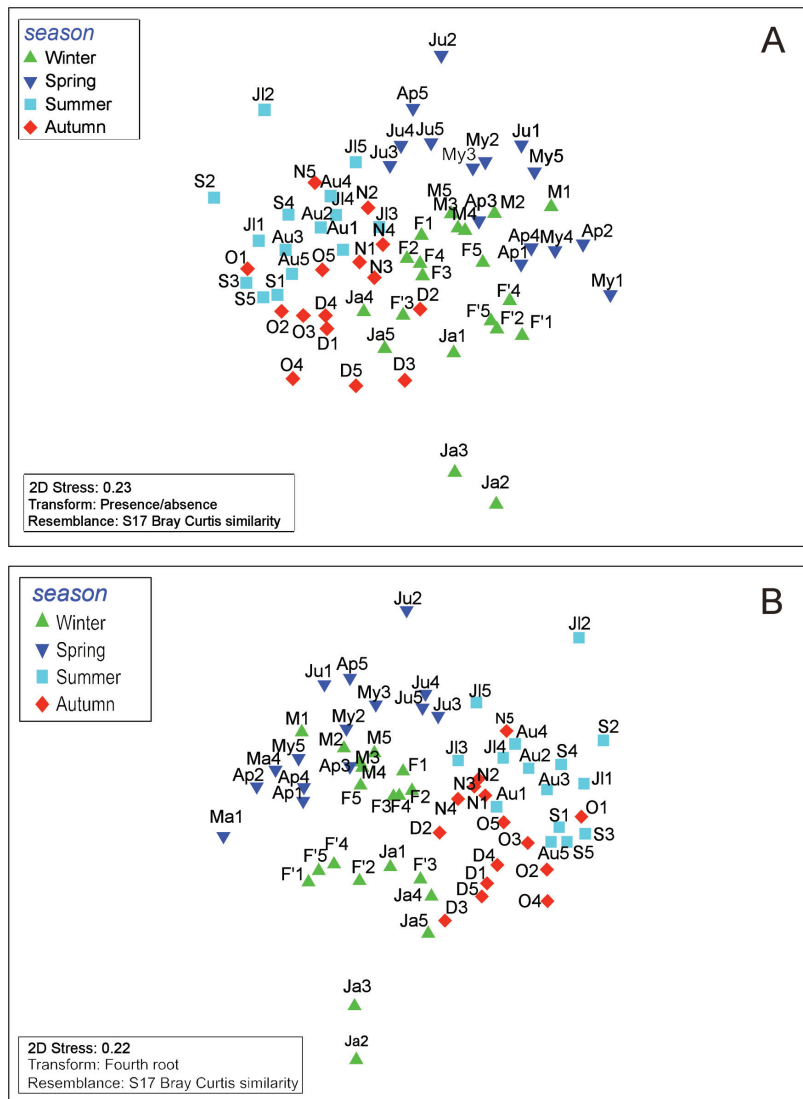 A
season
Winter
Spring
Summer
Autumn
Ju2
Jl2
Ap5
Ju4 Ju5 Ju1
Jl5 Ju3 My3 My2 My5
N5 Au4
S2 N2 M5 Ap3 M2 M1
S4 Jl4 M3 M4
Au2 Au1 Jl3 F1
Jl1 Au3 N4 Ap4 My4 Ap2
O1 Au5 O5 N1 F2 F4 F5 Ap1
S3 S1 N3 F3 My1
S5 Ja4 F'3 D2 F'4
O2 O3 D4 F'5 F'2 F'1
D1 Ja5 Ja1
O4 D5 D3
Ja3
Ja2
2D Stress: 0.23
Transform: Presence/absence
Resemblance: S17 Bray Curtis similarity
B
season
Winter
Spring
Summer
Autumn
Ju2
Jl2
Ju1 Ap5 Ju4
My3 Ju5 Ju3 Jl5
M1 My2 N5 Au4 S2
M2 M5
My5 Jl3 Jl4 Au2 S4
Ma4 Ap3 M3 F1
Ap2 Ap4 M4 N3 N2 Au3 Jl1
Ap1 F5 F3 F4 F2 N4 N1 Au1
Ma1 D2 O5 S1 O1
O3 S3
F'4 Ja1 D4 Au5 S5
F'5 F'2 F'3 D1 O2
F'1 Ja4 D5
D3 O4
Ja5
Ja3
Ja2
2D Stress: 0.22
Transform: Fourth root
Resemblance: S17 Bray Curtis similarity